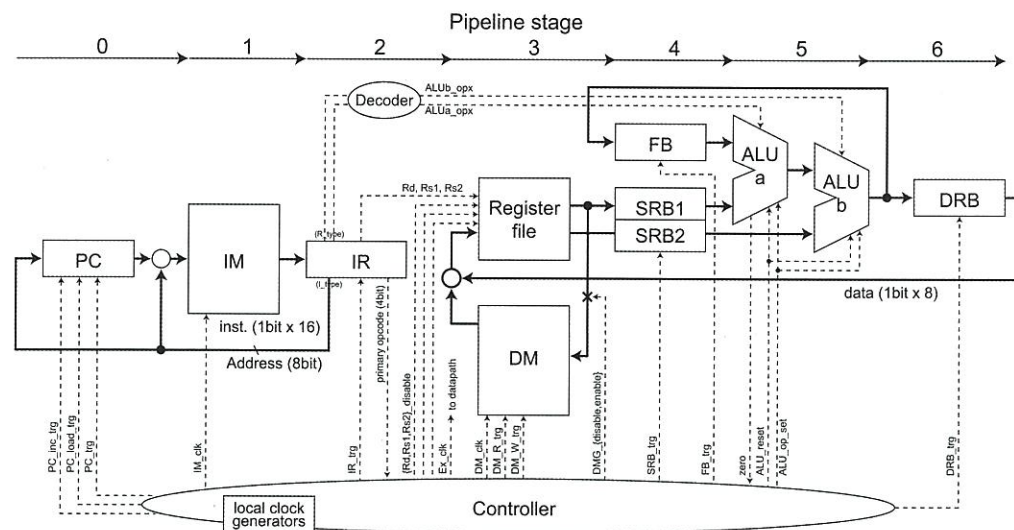 Pipeline stage
0 1 2 3 4 5 6
ALUb_opx
Decoder
ALUa_opx
FB
ALU
a
ALU
b
Rd, Rs1, Rs2
Register
file
SRB1
SRB2
DRB
PC
IM
(R_type)
IR
(I_type)
inst. (1bit x 16)
Address (8bit)
data (1bit x 8)
DM
PC_inc_trg
PC_load_trg
PC_trg
IM_clk
IR_trg
primary opcode (4bit)
{Rd,Rs1,Rs2}_disable
Ex_clk
to datapath
DM_clk
DM_R_trg
DM_W_trg
DMG_{disable,enable}
SRB_trg
FB_trg
zero
ALU_reset
ALU_op_set
DRB_trg
local clock
generators
Controller